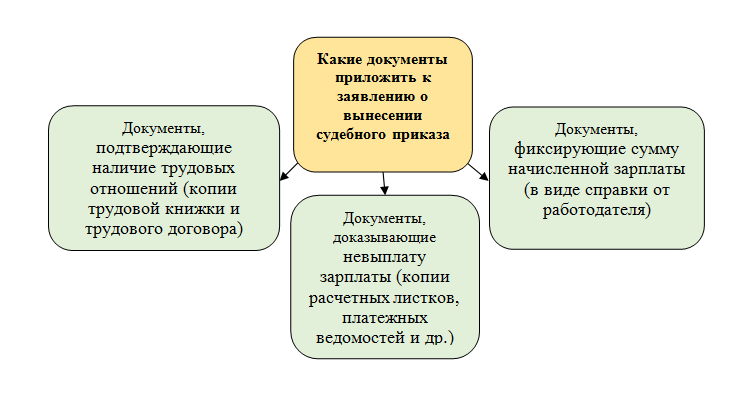 Какие документы
приложить к
заявлению о
вынесении
судебного приказа
Документы,
подтверждающие
наличие трудовых
отношений (копии
трудовой книжки и
трудового договора)
Документы,
доказывающие
невыплату
зарплаты (копии
расчетных листков,
платежных
ведомостей и др.)
Документы,
фиксирующие сумму
начисленной зарплаты
(в виде справки от
работодателя)